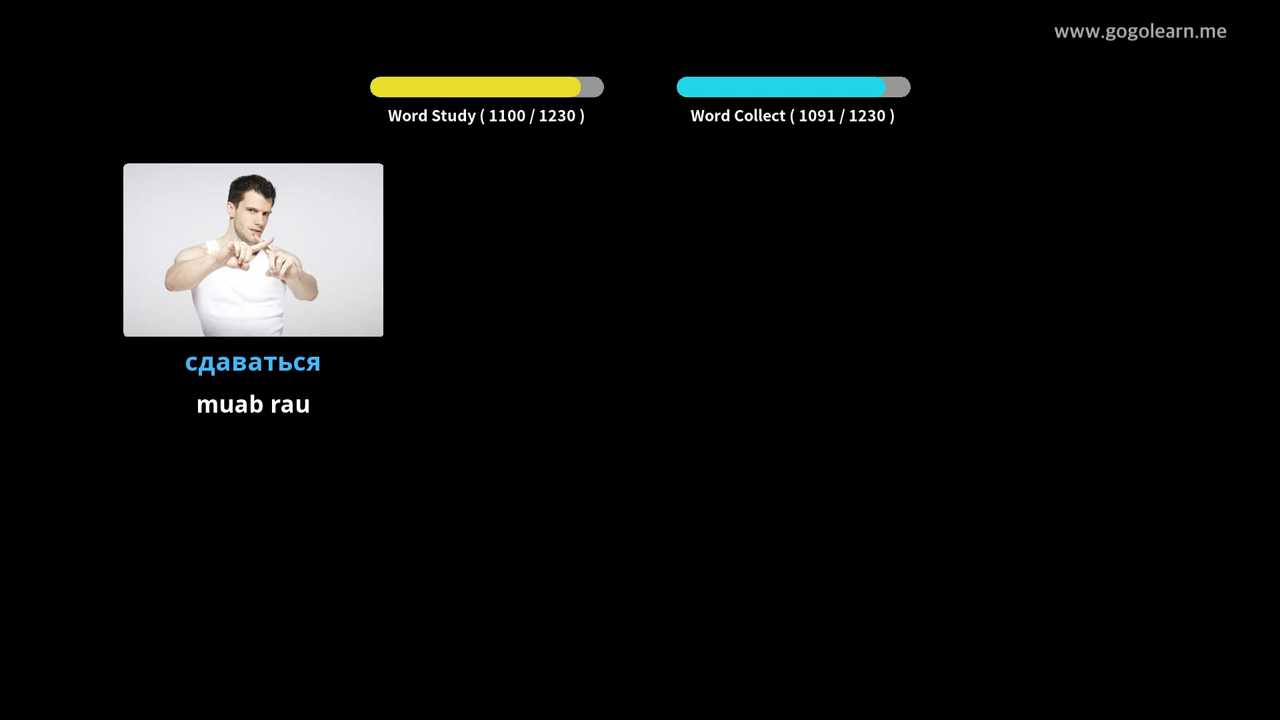 www.gogolearn.me
Word Study ( 1100 / 1230 )
Word Collect ( 1091 / 1230 )
сдаваться
muab rau